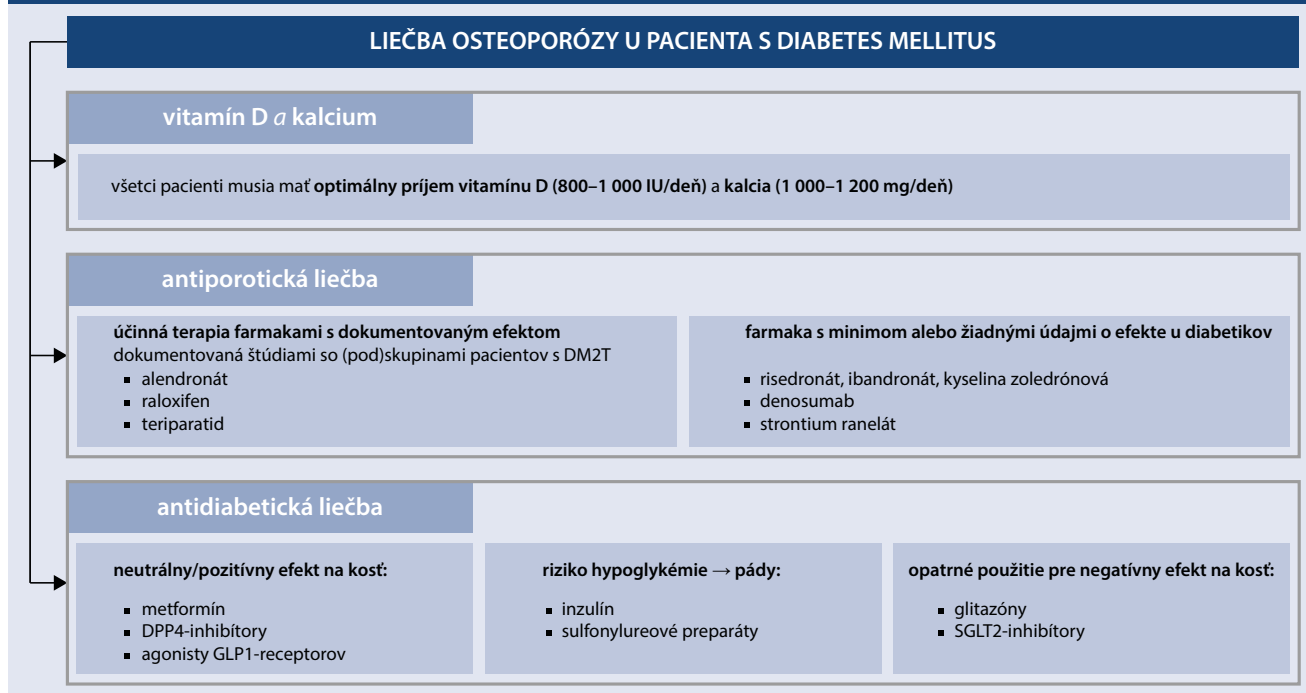 LIEČBA OSTEOPORÓZY U PACIENTA S DIABETES MELLITUS
vitamín D a kalcium
všetci pacienti musia mať optimálny príjem vitamínu D (800–1 000 IU/deň) a kalcia (1 000–1 200 mg/deň)
antiporotická liečba
účinná terapia farmakami s dokumentovaným efektom
dokumentovaná štúdiami so (pod)skupinami pacientov s DM2T
▪ alendronát
▪ raloxifen
▪ teriparatid
farmaka s minimom alebo žiadnými údajmi o efekte u diabetikov
▪ risedronát, ibandronát, kyselina zoledrónová
▪ denosumab
▪ strontium ranelát
antidiabetická liečba
neutrálny/pozitívny efekt na kosť:
▪ metformín
▪ DPP4-inhibítory
▪ agonisty GLP1-receptorov
riziko hypoglykémie → pády:
▪ inzulín
▪ sulfonylureové preparáty
opatrné použitie pre negatívny efekt na kosť:
▪ glitazóny
▪ SGLT2-inhibítory